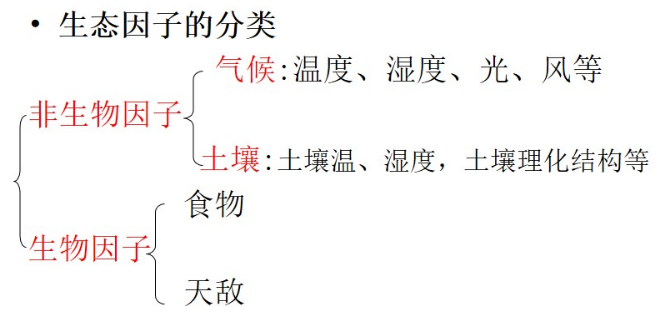 • 生态因子的分类
气候:温度、湿度、光、风等
非生物因子
土壤:土壤温、湿度，土壤理化结构等
食物
生物因子
天敌